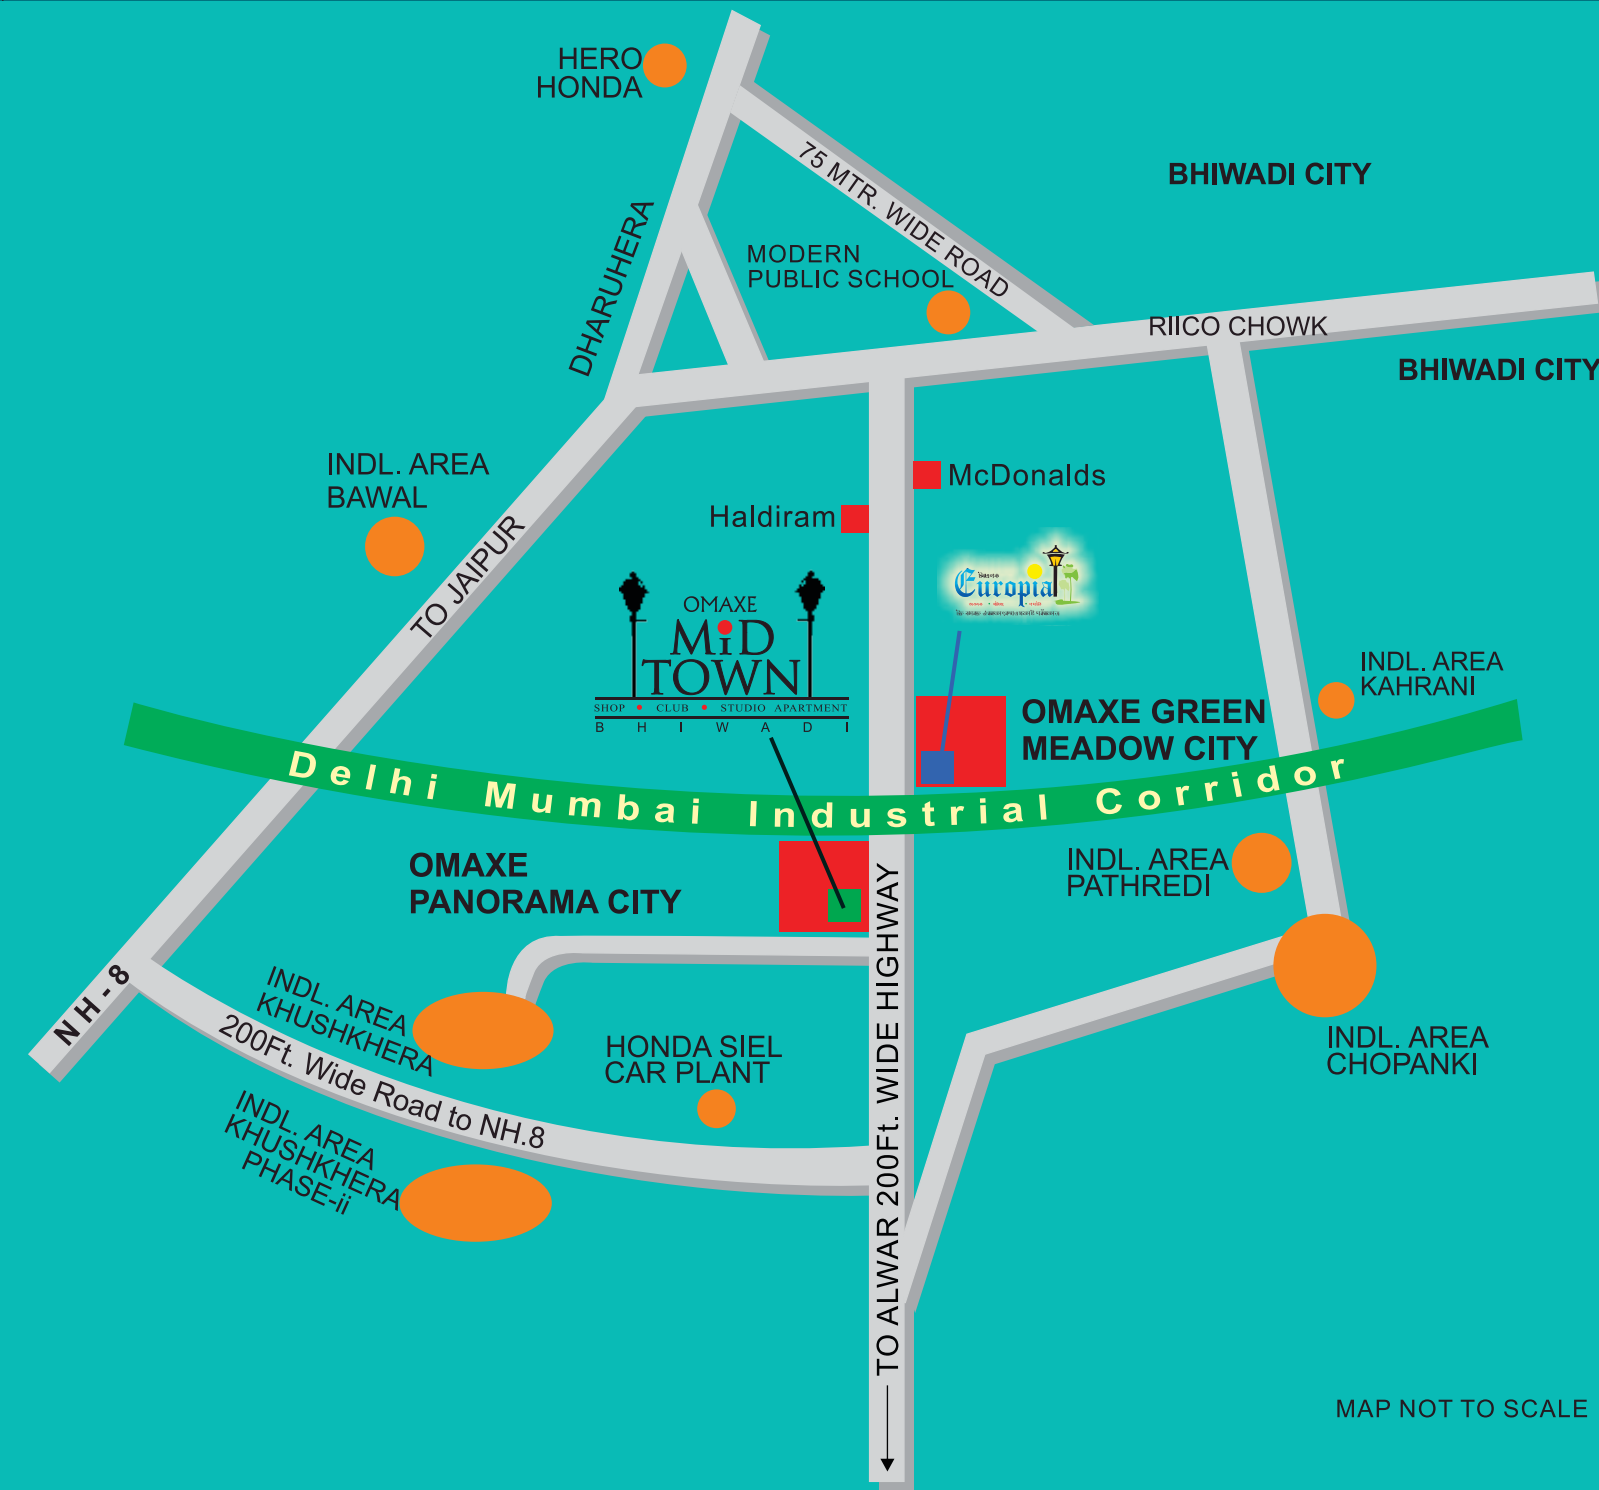 HERO
HONDA
75 MTR. WIDE ROAD
BHIWADI CITY
DHARUHERA
MODERN
PUBLIC SCHOOL
RIICO CHOWK
BHIWADI CITY
INDL. AREA
BAWAL
McDonalds
Haldiram
TO JAIPUR
Europia
OMAXE
MiD
TOWN
SHOP • CLUB • STUDIO APARTMENT
BHIWADI
INDL. AREA
KAHRANI
OMAXE GREEN
MEADOW CITY
Delhi Mumbai Industrial Corridor
OMAXE
PANORAMA CITY
INDL. AREA
PATHREDI
TO ALWAR 200Ft. WIDE HIGHWAY
NH-8
INDL. AREA
KHUSHKHERA
200Ft. Wide Road to NH.8
HONDA SIEL
CAR PLANT
INDL. AREA
CHOPANKI
INDL. AREA
KHUSHKHERA
PHASE-ii
MAP NOT TO SCALE